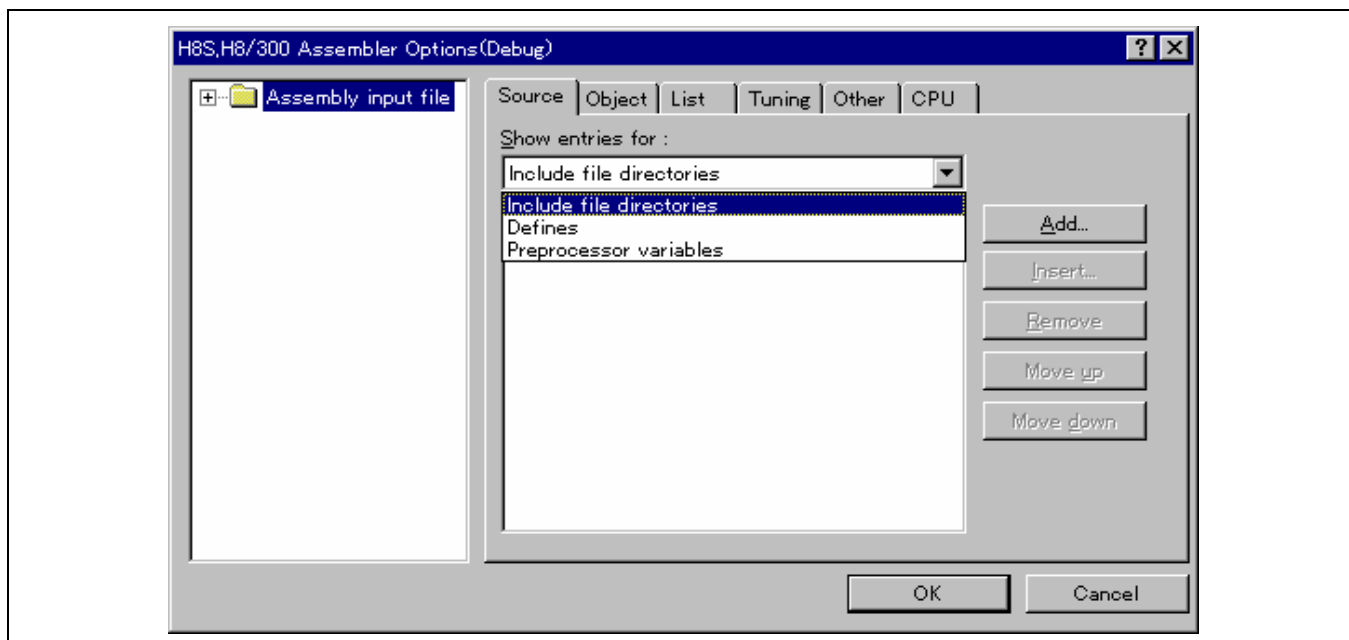 H8S,H8/300 Assembler Options(Debug)
Assembly input file
Source Object List Tuning Other CPU
Show entries for :
Include file directories
Include file directories
Defines
Preprocessor variables
Add...
Insert...
Remove
Move up
Move down
OK Cancel